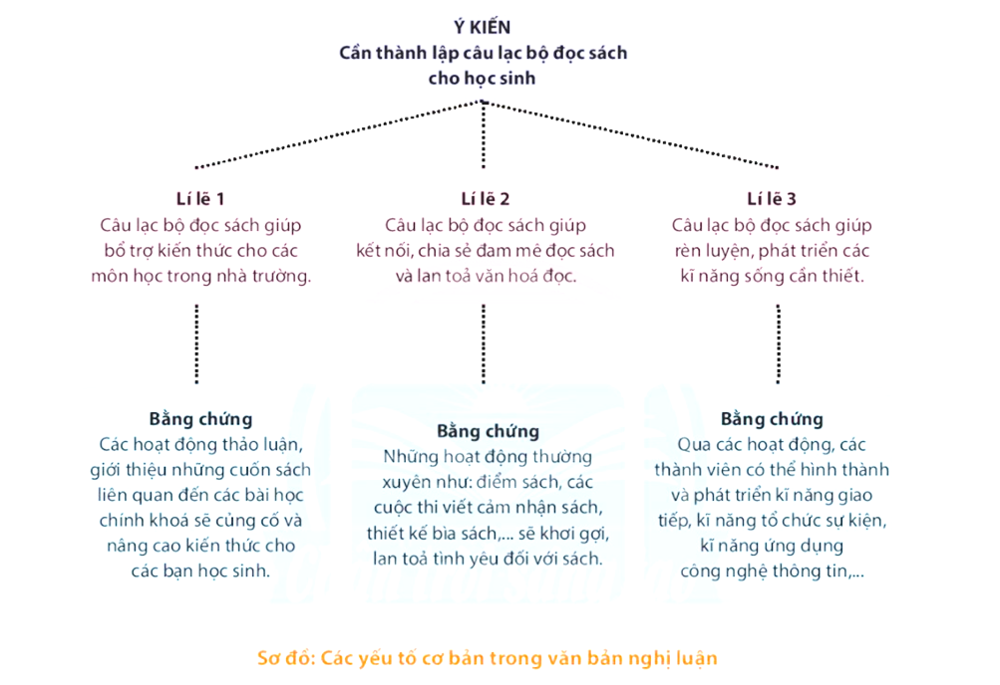 Ý KIẾN
Cần thành lập câu lạc bộ đọc sách
cho học sinh
Lí lẽ 1
Câu lạc bộ đọc sách giúp
bổ trợ kiến thức cho các
môn học trong nhà trường.
Lí lẽ 2
Câu lạc bộ đọc sách giúp
kết nối, chia sẻ đam mê đọc sách
và lan toả văn hoá đọc.
Lí lẽ 3
Câu lạc bộ đọc sách giúp
rèn luyện, phát triển các
kĩ năng sống cần thiết.
Bằng chứng
Các hoạt động thảo luận,
giới thiệu những cuốn sách
liên quan đến các bài học
chính khoá sẽ củng cố và
nâng cao kiến thức cho
các bạn học sinh.
Bằng chứng
Những hoạt động thường
xuyên như: điểm sách, các
cuộc thi viết cảm nhận sách,
thiết kế bìa sách,... sẽ khơi gợi,
lan toả tình yêu đối với sách.
Bằng chứng
Qua các hoạt động, các
thành viên có thể hình thành
và phát triển kĩ năng giao
tiếp, kĩ năng tổ chức sự kiện,
kĩ năng ứng dụng
công nghệ thông tin,...
Sơ đồ: Các yếu tố cơ bản trong văn bản nghị luận